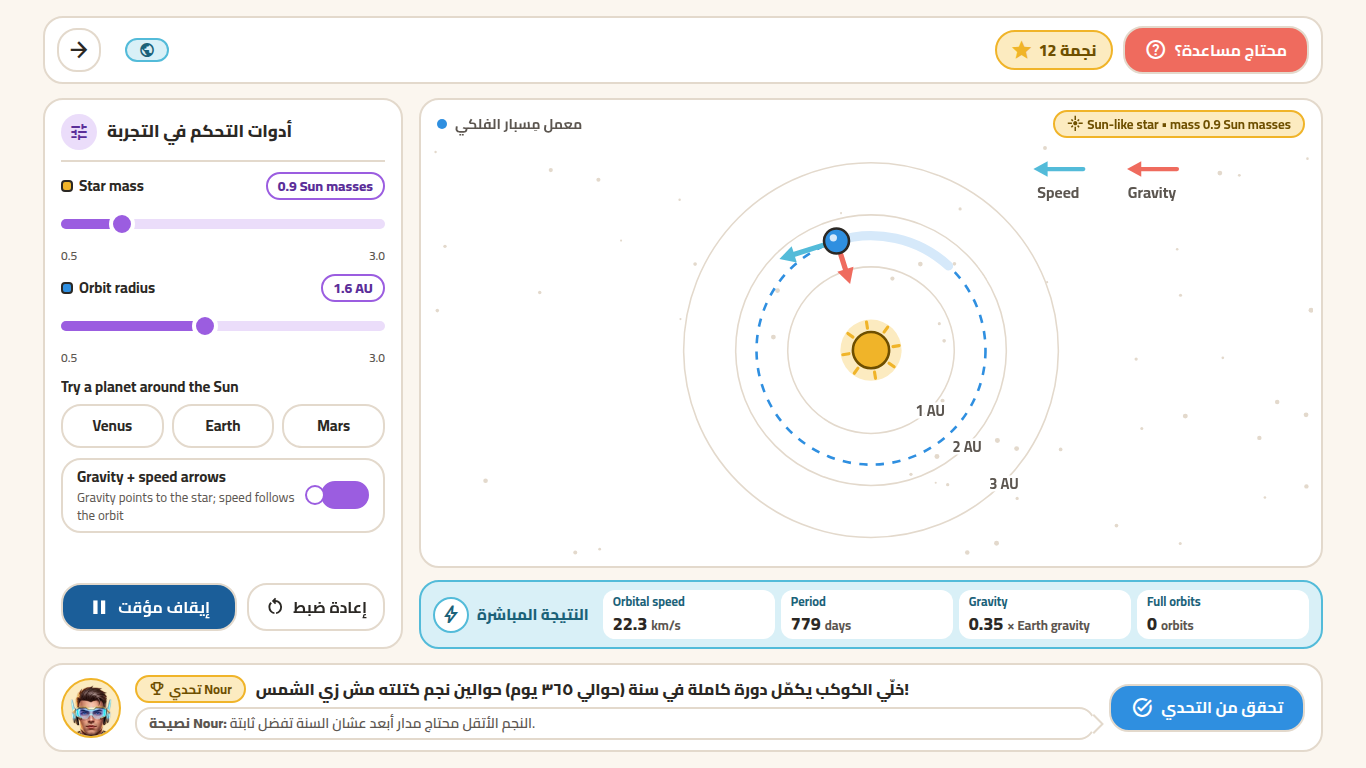 12 نجمة
محتاج مساعدة؟
أدوات التحكم في التجربة
Star mass
0.9 Sun masses
0.5
3.0
Orbit radius
1.6 AU
0.5
3.0
Try a planet around the Sun
Venus
Earth
Mars
Gravity + speed arrows
Gravity points to the star; speed follows
the orbit
إيقاف مؤقت
إعادة ضبط
معمل مِسبار الفلكي
Sun-like star • mass 0.9 Sun masses
Speed
Gravity
1 AU
2 AU
3 AU
النتيجة المباشرة
Orbital speed
22.3 km/s
Period
779 days
Gravity
0.35 × Earth gravity
Full orbits
0 orbits
تحدي Nour
خلّي الكوكب يكمّل دورة كاملة في سنة (حوالي ٣٦٥ يوم) حوالين نجم كتلته مش زي الشمس!
نصيحة Nour: النجم الأثقل محتاج مدار أبعد عشان السنة تفضل ثابتة.
تحقق من التحدي